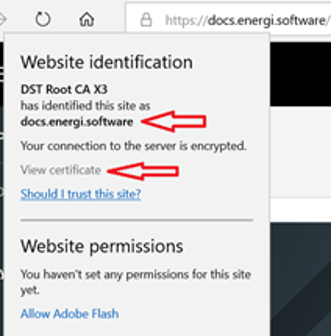 https://docs.energi.software/
Website identification
DST Root CA X3
has identified this site as
docs.energi.software
Your connection to the server is encrypted.
View certificate
Should I trust this site?
Website permissions
You haven't set any permissions for this site
yet.
Allow Adobe Flash